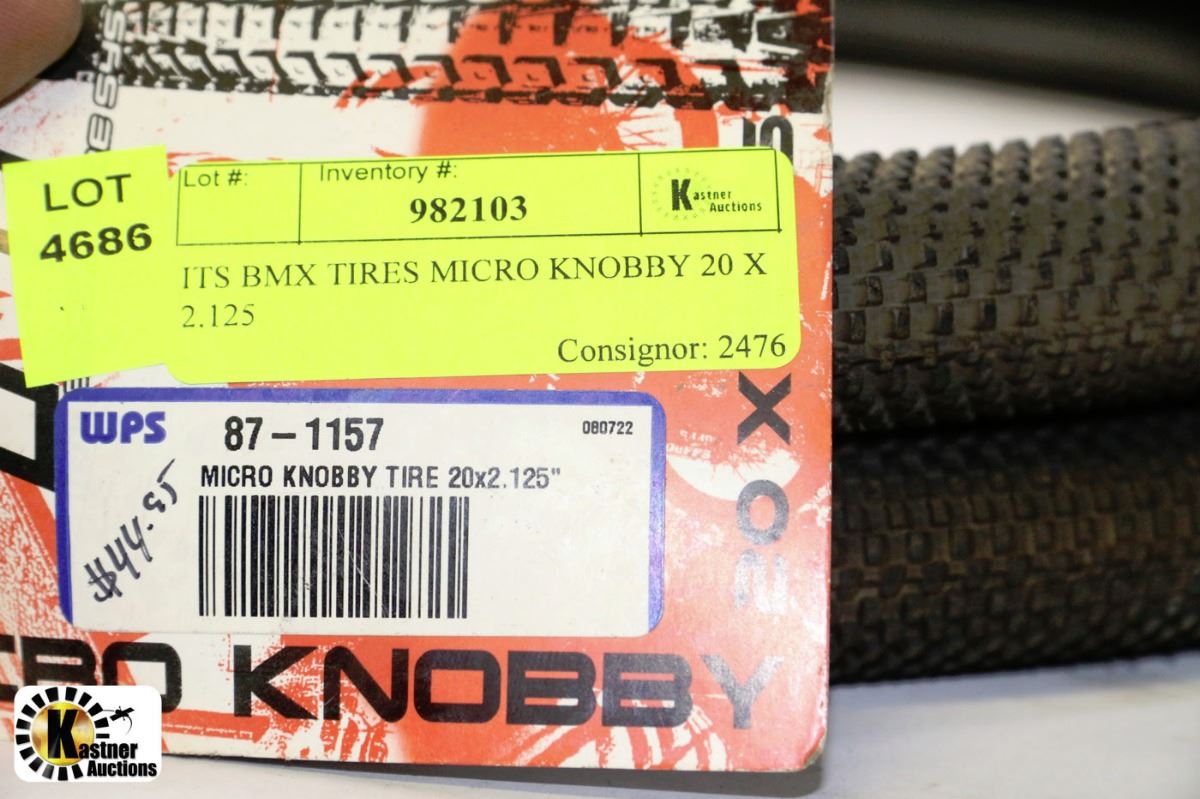 LOT
4686
Lot #:
Inventory #:
982103
Kastner
Auctions
ITS BMX TIRES MICRO KNOBBY 20 X
2.125
Consignor: 2476
WPS
87-1157
080722
MICRO KNOBBY TIRE 20x2.125"
$44.95
20 X
KNOBBY
Kastner
Auctions